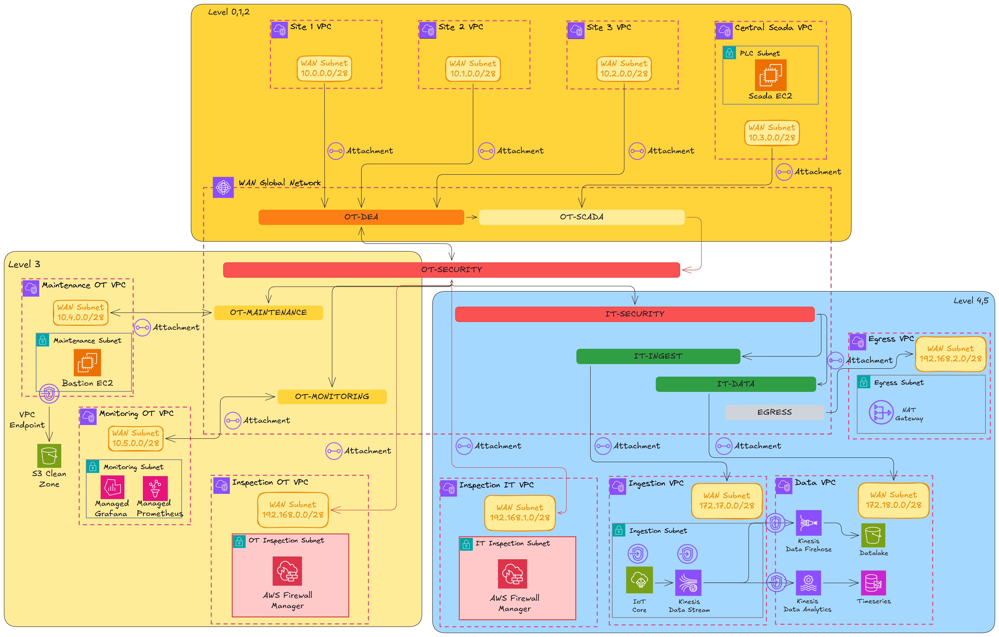 Level 0,1,2
Site 1 VPC
WAN Subnet
10.0.0.0/28
Site 2 VPC
WAN Subnet
10.1.0.0/28
Site 3 VPC
WAN Subnet
10.2.0.0/28
Central Scada VPC
PLC Subnet
Scada EC2
WAN Subnet
10.3.0.0/28
Attachment
Attachment
Attachment
Attachment
WAN Global Network
OT-DEA
OT-SCADA
OT-SECURITY
Level 3
Maintenance OT VPC
WAN Subnet
10.4.0.0/28
Attachment
OT-MAINTENANCE
Maintenance Subnet
Bastion EC2
VPC
Endpoint
S3 Clean
Zone
OT-MONITORING
Monitoring OT VPC
WAN Subnet
10.5.0.0/28
Attachment
Monitoring Subnet
Managed
Grafana
Managed
Prometheus
Attachment
Inspection OT VPC
WAN Subnet
192.168.0.0/28
OT Inspection Subnet
AWS Firewall
Manager
Level 4,5
IT-SECURITY
IT-INGEST
IT-DATA
EGRESS
Attachment
Egress VPC
WAN Subnet
192.168.2.0/28
Egress Subnet
NAT
Gateway
Attachment
Attachment
Attachment
Inspection IT VPC
WAN Subnet
192.168.1.0/28
IT Inspection Subnet
AWS Firewall
Manager
Ingestion VPC
WAN Subnet
172.17.0.0/28
Ingestion Subnet
IoT
Core
Kinesis
Data Stream
Data VPC
WAN Subnet
172.18.0.0/28
Kinesis
Data Firehose
Datalake
Kinesis
Data Analytics
Timeseries